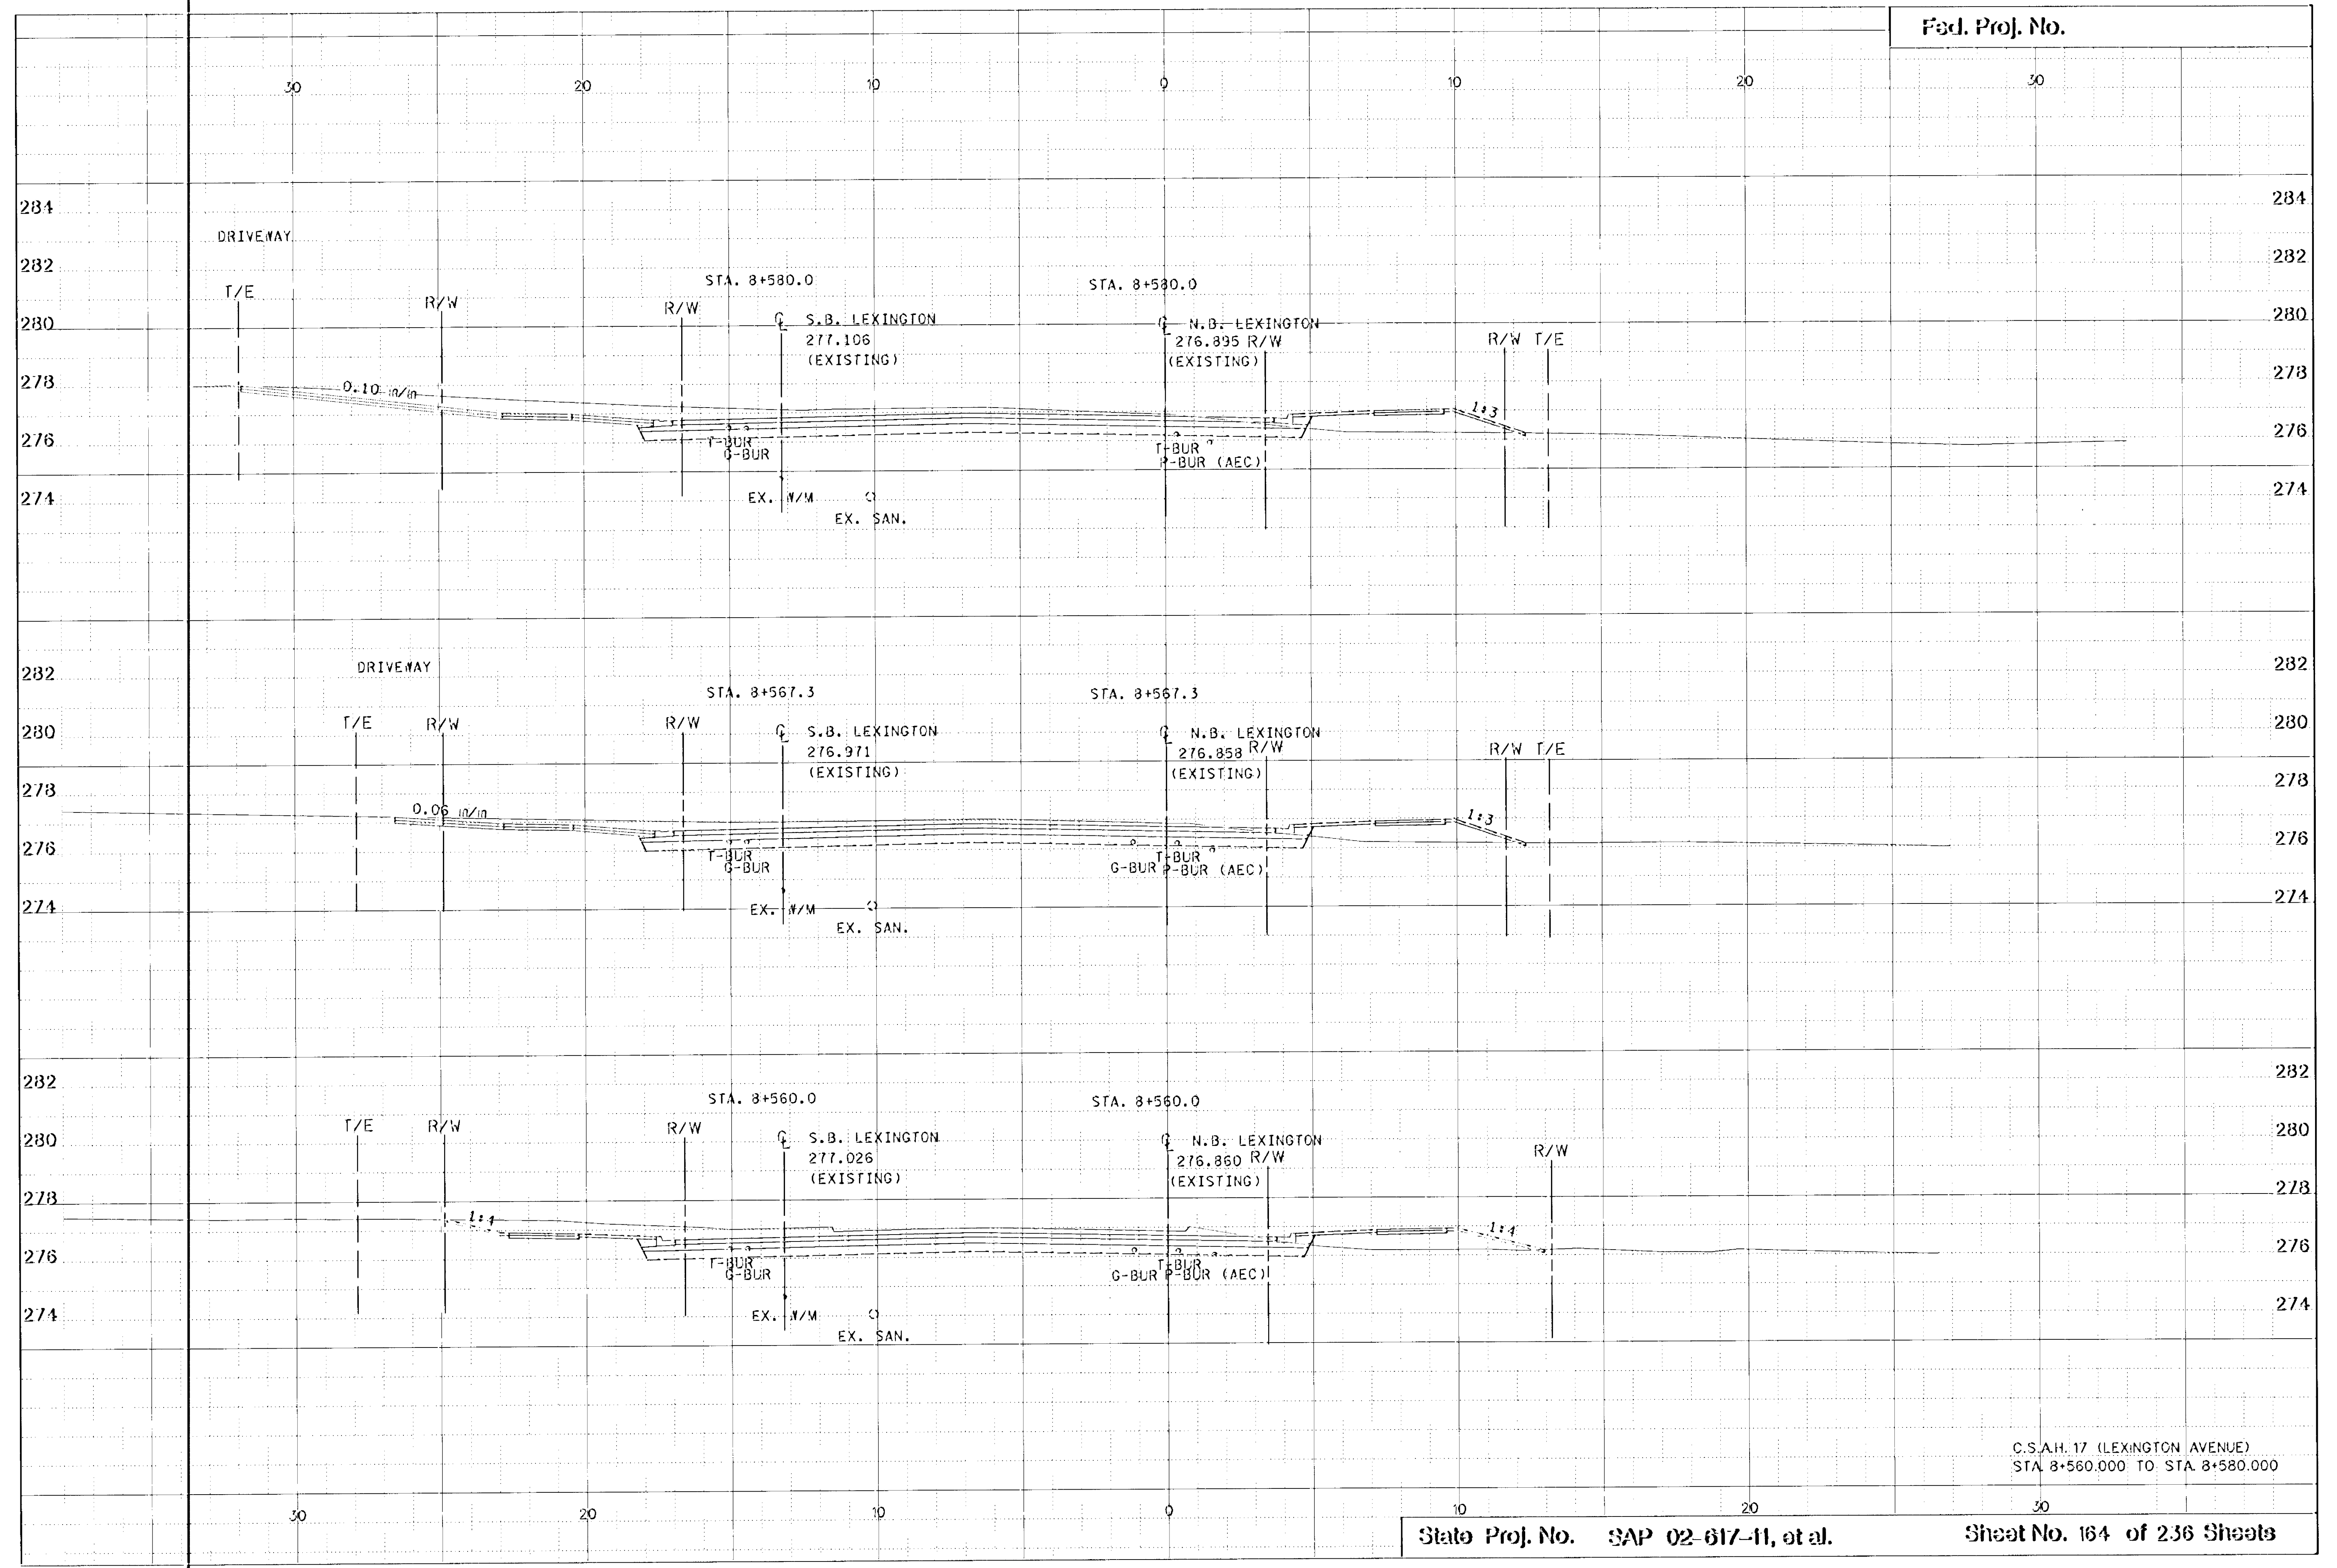 Fed. Proj. No.
30 20 10 0 10 20 30
284 284
DRIVEWAY
282 282
STA. 8+580.0 STA. 8+580.0
T/E R/W R/W
280 ℄ S.B. LEXINGTON ℄ N.B. LEXINGTON 280
277.106 276.895 R/W R/W T/E
(EXISTING) (EXISTING)
278 0.10 m/m 278
1:3
276 T-BUR T-BUR 276
G-BUR P-BUR (AEC)
274 EX. W/M 274
EX. SAN.
282 DRIVEWAY 282
STA. 8+567.3 STA. 8+567.3
T/E R/W R/W
280 ℄ S.B. LEXINGTON ℄ N.B. LEXINGTON 280
276.971 276.858 R/W R/W T/E
(EXISTING) (EXISTING)
278 278
0.06 m/m 1:3
276 T-BUR T-BUR 276
G-BUR G-BUR P-BUR (AEC)
274 EX. W/M 274
EX. SAN.
282 282
STA. 8+560.0 STA. 8+560.0
T/E R/W R/W
280 ℄ S.B. LEXINGTON ℄ N.B. LEXINGTON 280
277.026 276.860 R/W R/W
(EXISTING) (EXISTING)
278 278
1:4 1:4
276 T-BUR T-BUR 276
G-BUR G-BUR P-BUR (AEC)
274 EX. W/M 274
EX. SAN.
C.S.A.H. 17 (LEXINGTON AVENUE)
STA. 8+560.000 TO STA. 8+580.000
30 20 10 0 10 20 30
State Proj. No. SAP 02-617-11, et al. Sheet No. 164 of 236 Sheets